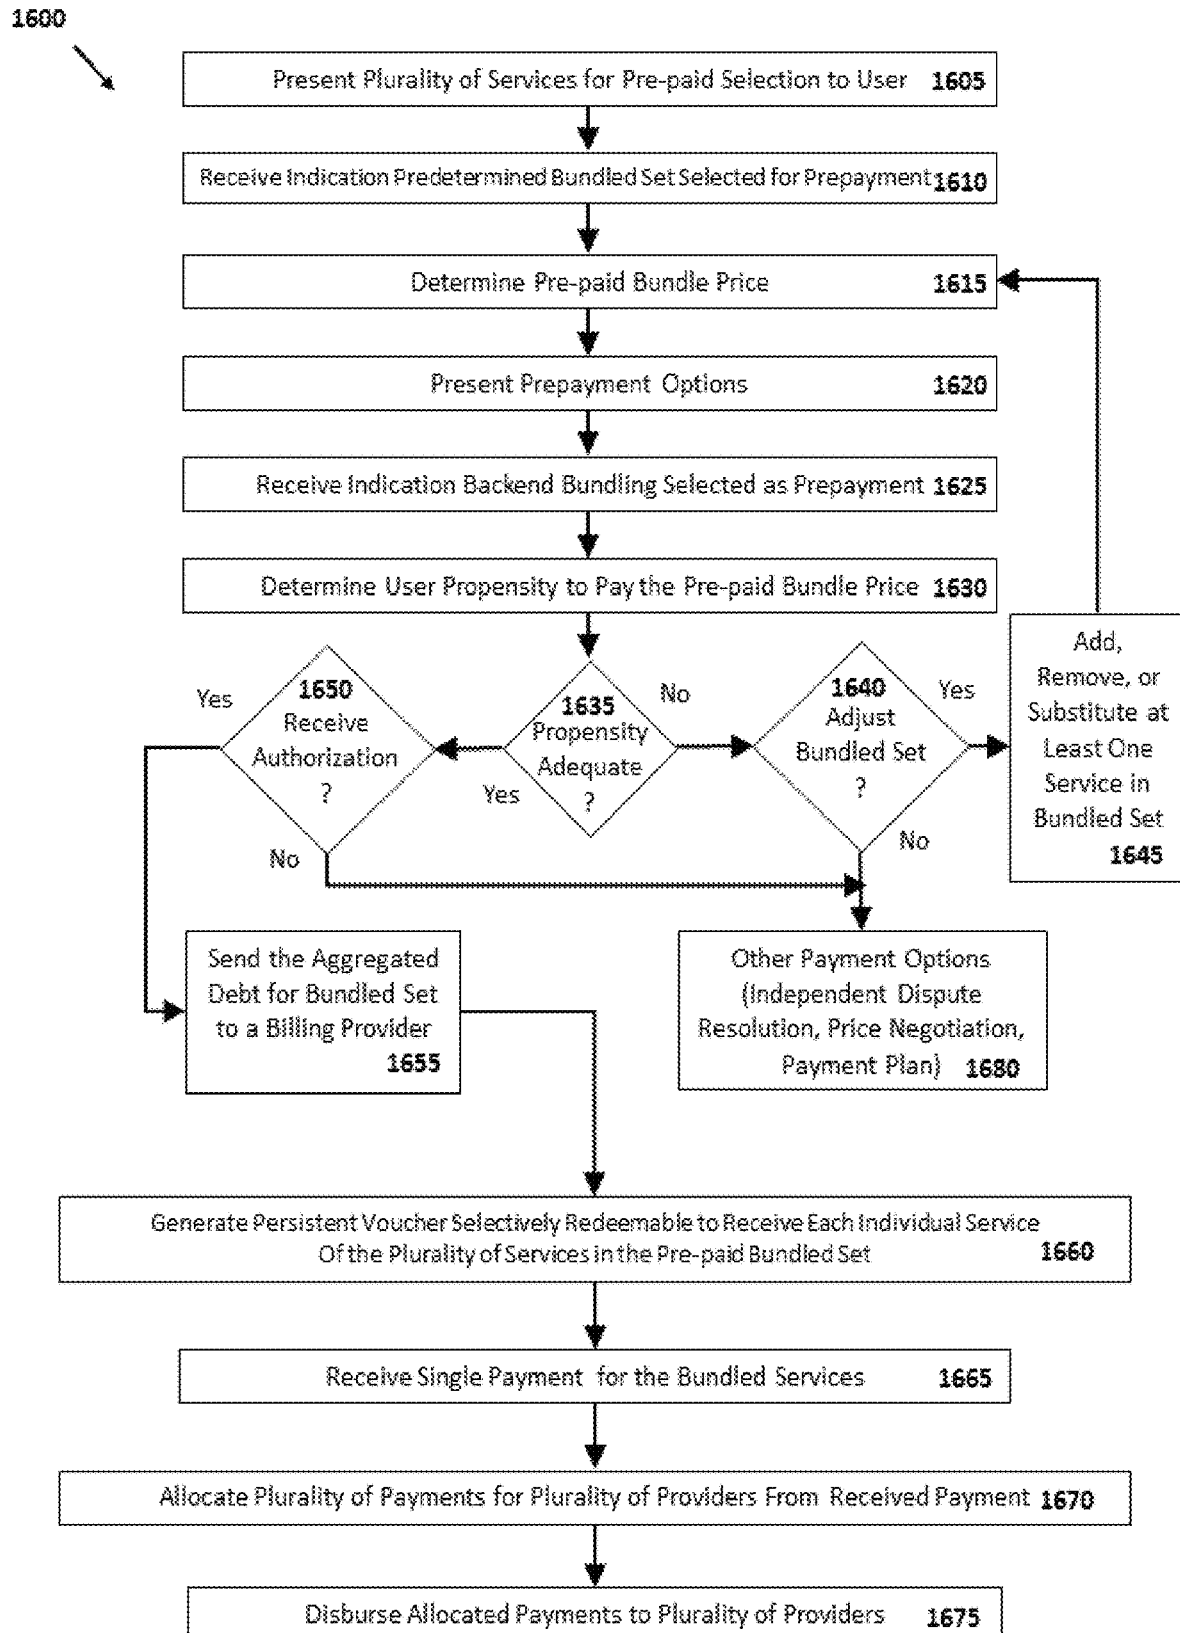 1600
Present Plurality of Services for Pre-paid Selection to User 1605
Receive Indication Predetermined Bundled Set Selected for Prepayment 1610
Determine Pre-paid Bundle Price 1615
Present Prepayment Options 1620
Receive Indication Backend Bundling Selected as Prepayment 1625
Determine User Propensity to Pay the Pre-paid Bundle Price 1630
Yes
1650
Receive
Authorization
?
No
1635
Propensity
Adequate
?
Yes
No
1640
Adjust
Bundled Set
?
Yes
No
Add,
Remove, or
Substitute at
Least One
Service in
Bundled Set
1645
Send the Aggregated
Debt for Bundled Set
to a Billing Provider
1655
Other Payment Options
(Independent Dispute
Resolution, Price Negotiation,
Payment Plan) 1680
Generate Persistent Voucher Selectively Redeemable to Receive Each Individual Service
Of the Plurality of Services in the Pre-paid Bundled Set 1660
Receive Single Payment for the Bundled Services 1665
Allocate Plurality of Payments for Plurality of Providers From Received Payment 1670
Disburse Allocated Payments to Plurality of Providers 1675